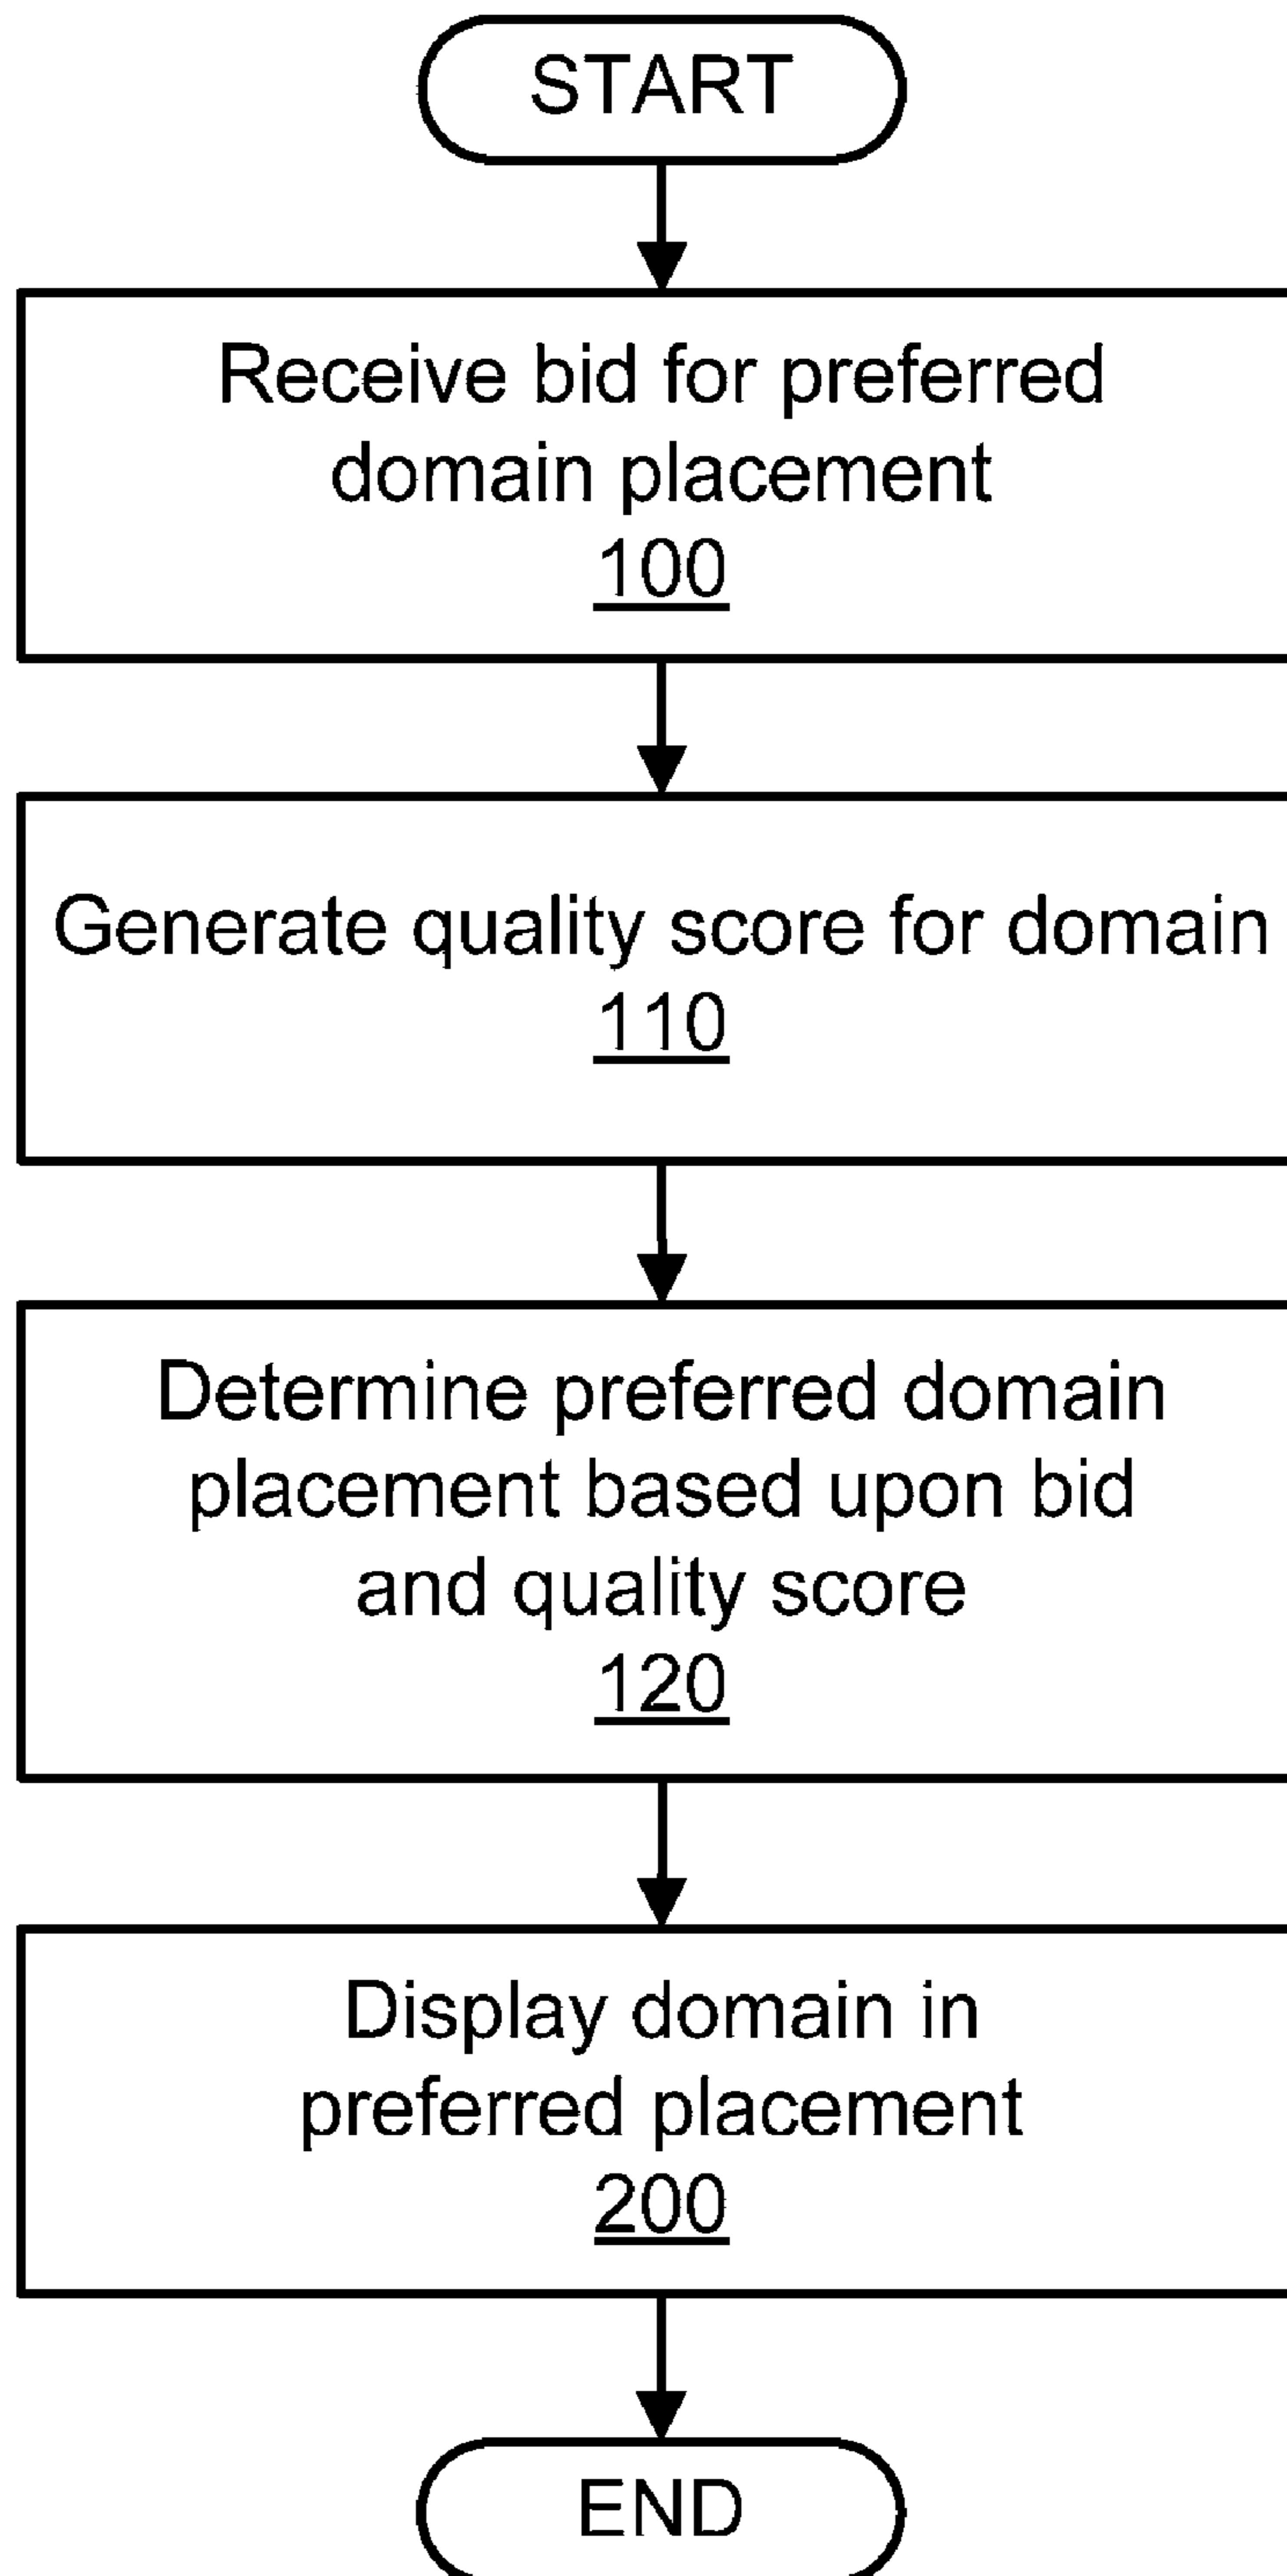 START
Receive bid for preferred
domain placement
100
Generate quality score for domain
110
Determine preferred domain
placement based upon bid
and quality score
120
Display domain in
preferred placement
200
END